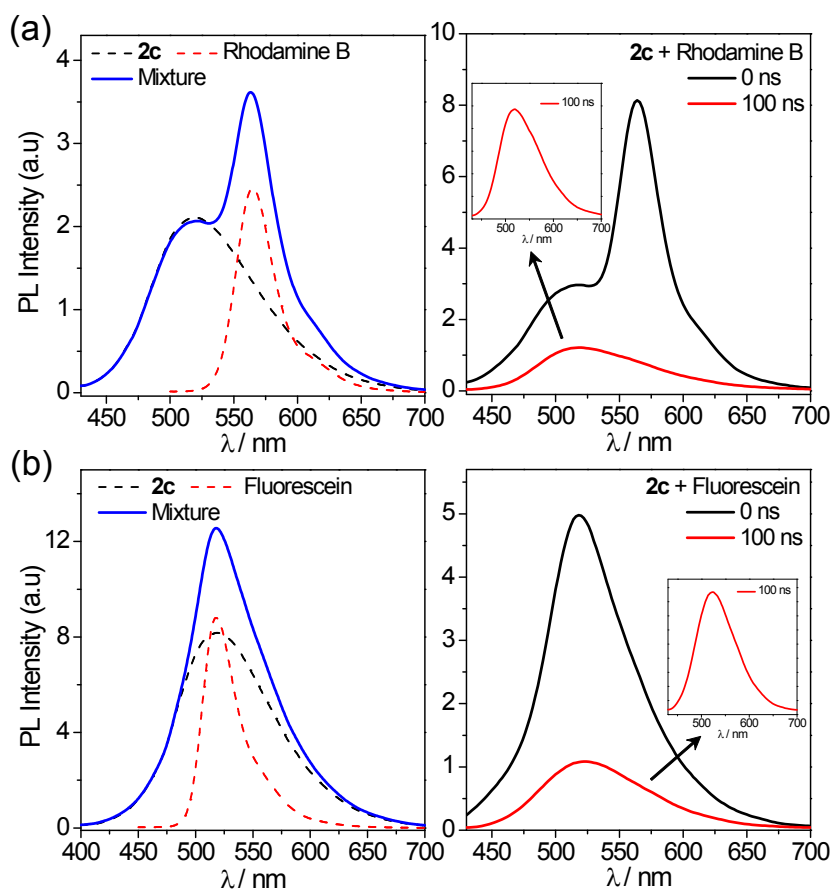 (a)
2c Rhodamine B
Mixture
PL Intensity (a.u)
4
3
2
1
0
450 500 550 600 650 700
λ / nm
2c + Rhodamine B
0 ns
100 ns
10
8
6
4
2
0
450 500 550 600 650 700
λ / nm
100 ns
500 600 700
λ / nm
(b)
2c Fluorescein
Mixture
PL Intensity (a.u)
12
8
4
0
400 450 500 550 600 650 700
λ / nm
2c + Fluorescein
0 ns
100 ns
5
4
3
2
1
0
450 500 550 600 650 700
λ / nm
100 ns
500 600 700
λ / nm